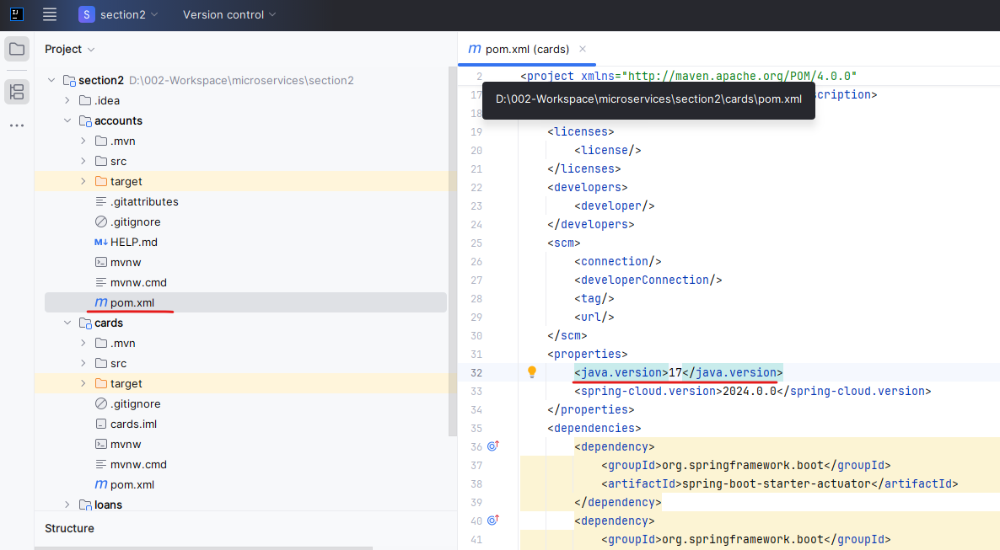 S section2 Version control
Project
section2 D:\002-Workspace\microservices\section2
.idea
accounts
.mvn
src
target
.gitattributes
.gitignore
M↓ HELP.md
mvnw
mvnw.cmd
m pom.xml
cards
.mvn
src
target
.gitignore
cards.iml
mvnw
mvnw.cmd
m pom.xml
loans
Structure
m pom.xml (cards)
2 <project xmlns="http://maven.apache.org/POM/4.0.0"
D:\002-Workspace\microservices\section2\cards\pom.xml
17 scription>
18
19 <licenses>
20 <license/>
21 </licenses>
22 <developers>
23 <developer/>
24 </developers>
25 <scm>
26 <connection/>
27 <developerConnection/>
28 <tag/>
29 <url/>
30 </scm>
31 <properties>
32 <java.version>17</java.version>
33 <spring-cloud.version>2024.0.0</spring-cloud.version>
34 </properties>
35 <dependencies>
36 <dependency>
37 <groupId>org.springframework.boot</groupId>
38 <artifactId>spring-boot-starter-actuator</artifactId>
39 </dependency>
40 <dependency>
41 <groupId>org.springframework.boot</groupId>